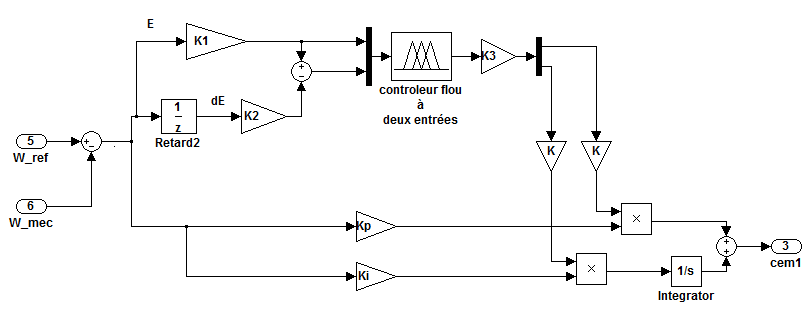 E
K1
+
−
K3
controleur flou
à
deux entrées
1
z
Retard2
dE
K2
5
W_ref
+
−
6
W_mec
K
K
Kp
×
+
+
3
cem1
Ki
×
1/s
Integrator